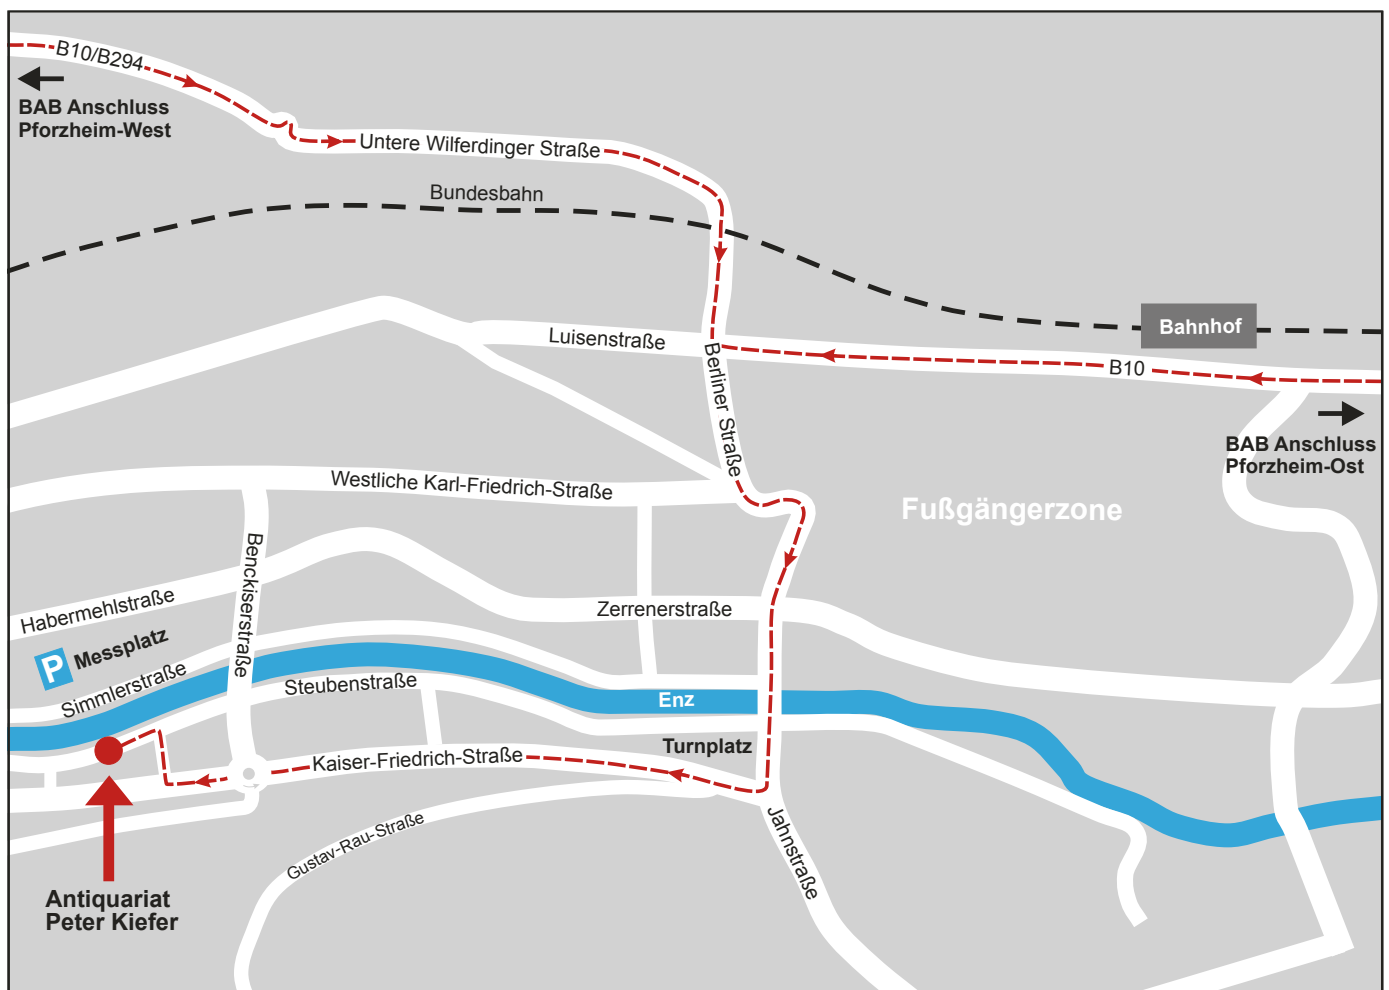 B10/B294
BAB Anschluss
Pforzheim-West
Untere Wilferdinger Straße
Bundesbahn
Bahnhof
Luisenstraße
B10
Berliner Straße
BAB Anschluss
Pforzheim-Ost
Westliche Karl-Friedrich-Straße
Fußgängerzone
Benckiserstraße
Habermehlstraße
Zerrenerstraße
P Messplatz
Simmlerstraße
Steubenstraße
Enz
Turnplatz
Kaiser-Friedrich-Straße
Gustav-Rau-Straße
Jahnstraße
Antiquariat
Peter Kiefer